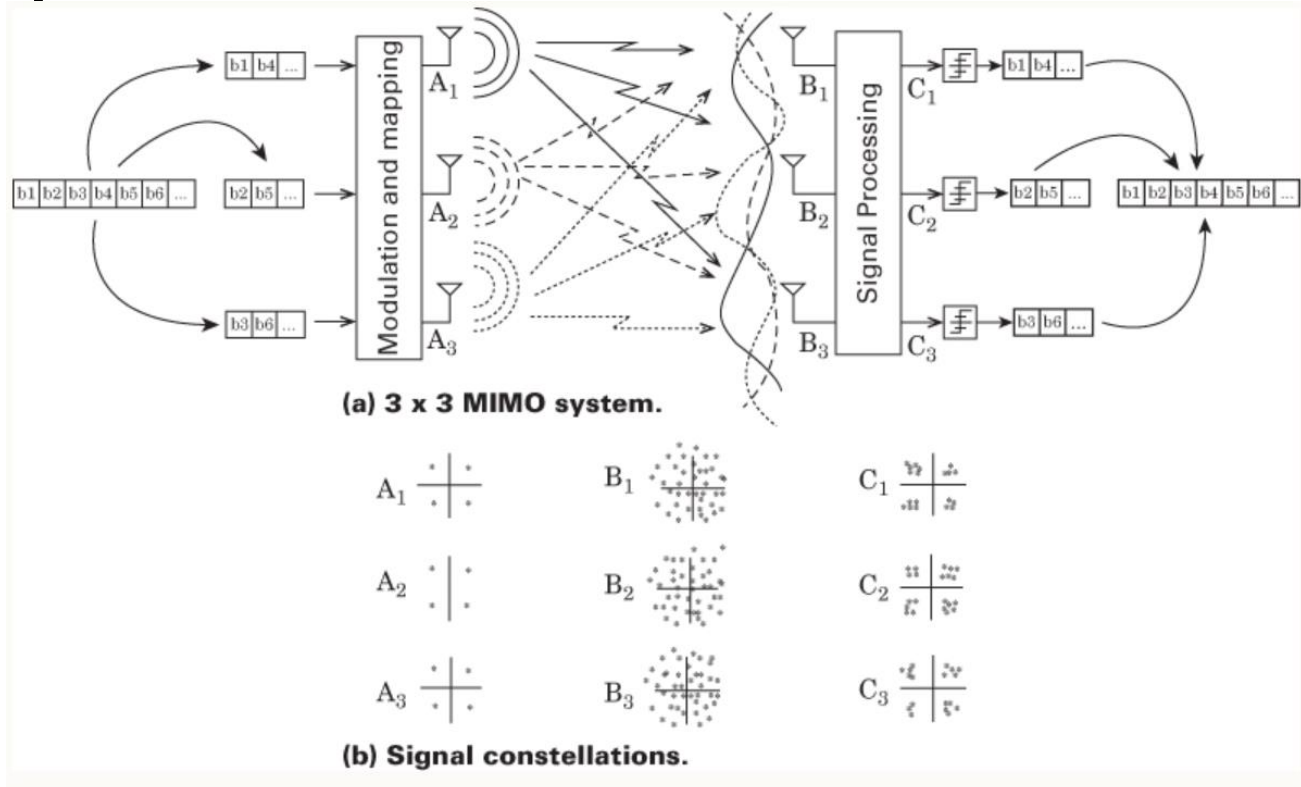 b1 b4 ...
b1 b2 b3 b4 b5 b6 ...
b2 b5 ...
b3 b6 ...
Modulation and mapping
A1
A2
A3
B1
B2
B3
Signal Processing
C1
C2
C3
b1 b4 ...
b2 b5 ...
b3 b6 ...
b1 b2 b3 b4 b5 b6 ...
(a) 3 x 3 MIMO system.
A1 B1 C1
A2 B2 C2
A3 B3 C3
(b) Signal constellations.